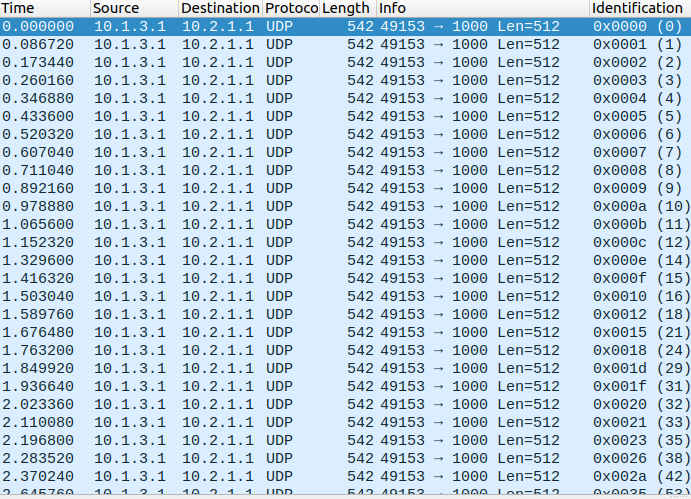 Time Source Destination Protoco Length Info Identification
0.000000 10.1.3.1 10.2.1.1 UDP 542 49153 → 1000 Len=512 0x0000 (0)
0.086720 10.1.3.1 10.2.1.1 UDP 542 49153 → 1000 Len=512 0x0001 (1)
0.173440 10.1.3.1 10.2.1.1 UDP 542 49153 → 1000 Len=512 0x0002 (2)
0.260160 10.1.3.1 10.2.1.1 UDP 542 49153 → 1000 Len=512 0x0003 (3)
0.346880 10.1.3.1 10.2.1.1 UDP 542 49153 → 1000 Len=512 0x0004 (4)
0.433600 10.1.3.1 10.2.1.1 UDP 542 49153 → 1000 Len=512 0x0005 (5)
0.520320 10.1.3.1 10.2.1.1 UDP 542 49153 → 1000 Len=512 0x0006 (6)
0.607040 10.1.3.1 10.2.1.1 UDP 542 49153 → 1000 Len=512 0x0007 (7)
0.711040 10.1.3.1 10.2.1.1 UDP 542 49153 → 1000 Len=512 0x0008 (8)
0.892160 10.1.3.1 10.2.1.1 UDP 542 49153 → 1000 Len=512 0x0009 (9)
0.978880 10.1.3.1 10.2.1.1 UDP 542 49153 → 1000 Len=512 0x000a (10)
1.065600 10.1.3.1 10.2.1.1 UDP 542 49153 → 1000 Len=512 0x000b (11)
1.152320 10.1.3.1 10.2.1.1 UDP 542 49153 → 1000 Len=512 0x000c (12)
1.329600 10.1.3.1 10.2.1.1 UDP 542 49153 → 1000 Len=512 0x000e (14)
1.416320 10.1.3.1 10.2.1.1 UDP 542 49153 → 1000 Len=512 0x000f (15)
1.503040 10.1.3.1 10.2.1.1 UDP 542 49153 → 1000 Len=512 0x0010 (16)
1.589760 10.1.3.1 10.2.1.1 UDP 542 49153 → 1000 Len=512 0x0012 (18)
1.676480 10.1.3.1 10.2.1.1 UDP 542 49153 → 1000 Len=512 0x0015 (21)
1.763200 10.1.3.1 10.2.1.1 UDP 542 49153 → 1000 Len=512 0x0018 (24)
1.849920 10.1.3.1 10.2.1.1 UDP 542 49153 → 1000 Len=512 0x001d (29)
1.936640 10.1.3.1 10.2.1.1 UDP 542 49153 → 1000 Len=512 0x001f (31)
2.023360 10.1.3.1 10.2.1.1 UDP 542 49153 → 1000 Len=512 0x0020 (32)
2.110080 10.1.3.1 10.2.1.1 UDP 542 49153 → 1000 Len=512 0x0021 (33)
2.196800 10.1.3.1 10.2.1.1 UDP 542 49153 → 1000 Len=512 0x0023 (35)
2.283520 10.1.3.1 10.2.1.1 UDP 542 49153 → 1000 Len=512 0x0026 (38)
2.370240 10.1.3.1 10.2.1.1 UDP 542 49153 → 1000 Len=512 0x002a (42)
2.645760 10.1.3.1 10.2.1.1 UDP 542 49153 → 1000 Len=512 0x0035 (53)